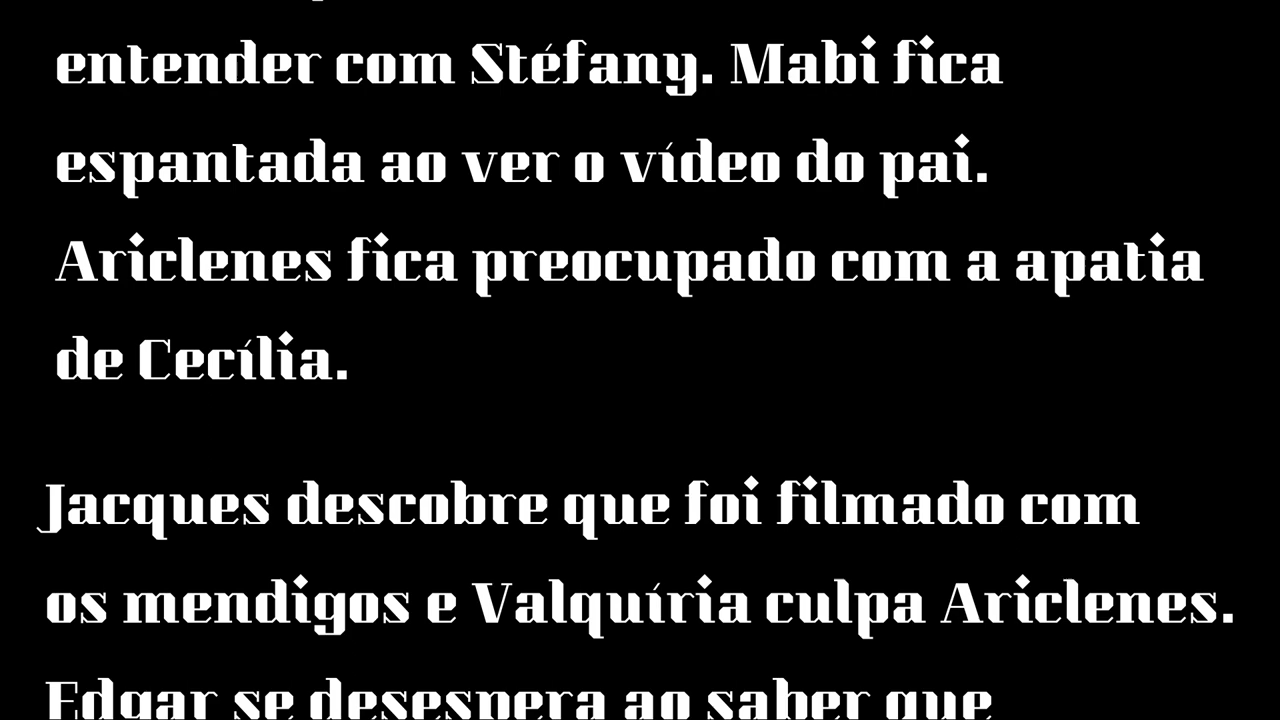 entender com Stéfany. Mabi fica
espantada ao ver o vídeo do pai.
Ariclenes fica preocupado com a apatia
de Cecília.
Jacques descobre que foi filmado com
os mendigos e Valquíria culpa Ariclenes.
Edgar se desespera ao saber que